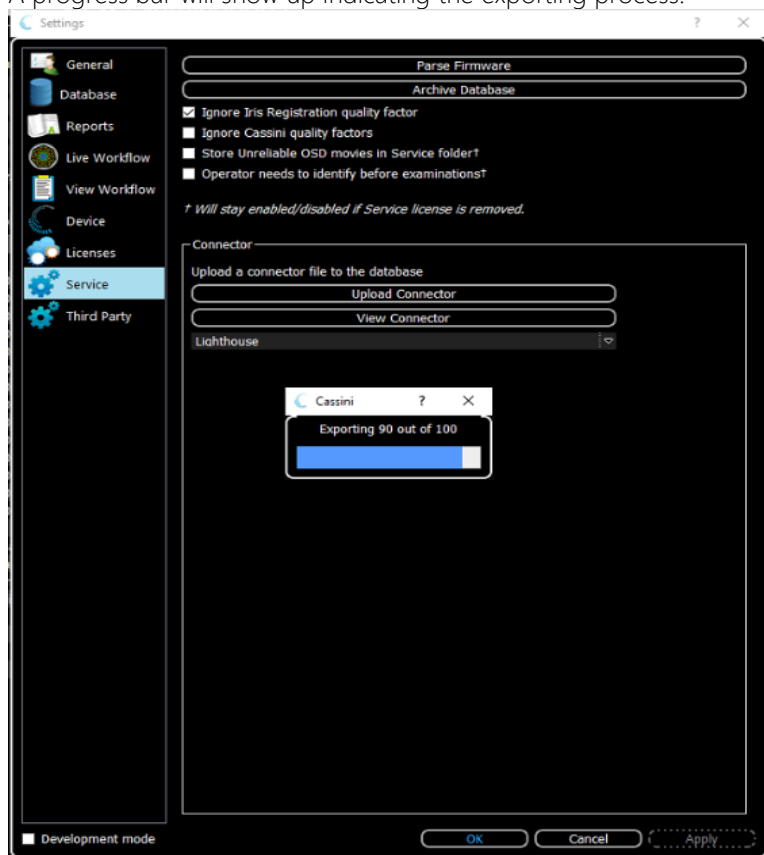 A progress bar will show up indicating the exporting process.
Settings
?
General
Database
Reports
Live Workflow
View Workflow
Device
Licenses
Service
Third Party
Parse Firmware
Archive Database
Ignore Iris Registration quality factor
Ignore Cassini quality factors
Store Unreliable OSD movies in Service folder†
Operator needs to identify before examinations†
† Will stay enabled/disabled if Service license is removed.
Connector
Upload a connector file to the database
Upload Connector
View Connector
Lighthouse
Cassini ?
Exporting 90 out of 100
Development mode
OK
Cancel
Apply